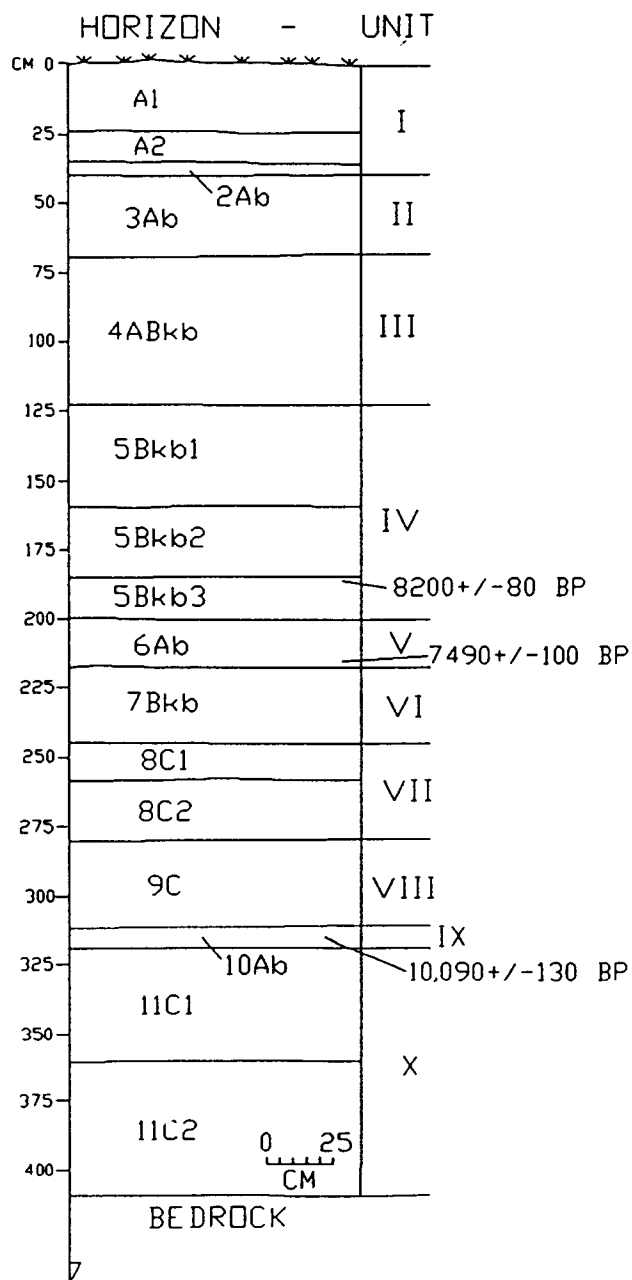 HORIZON - UNIT
CM 0
A1
I
25
A2
2Ab
50
3Ab
II
75
4ABkb
III
100
125
5Bkb1
150
IV
5Bkb2
175
8200+/-80 BP
5Bkb3
200
6Ab
V
7490+/-100 BP
225
7Bkb
VI
250
8C1
VII
8C2
275
9C
VIII
300
IX
325
10Ab
10,090+/-130 BP
11C1
350
X
375
11C2
0 25
CM
400
BEDROCK